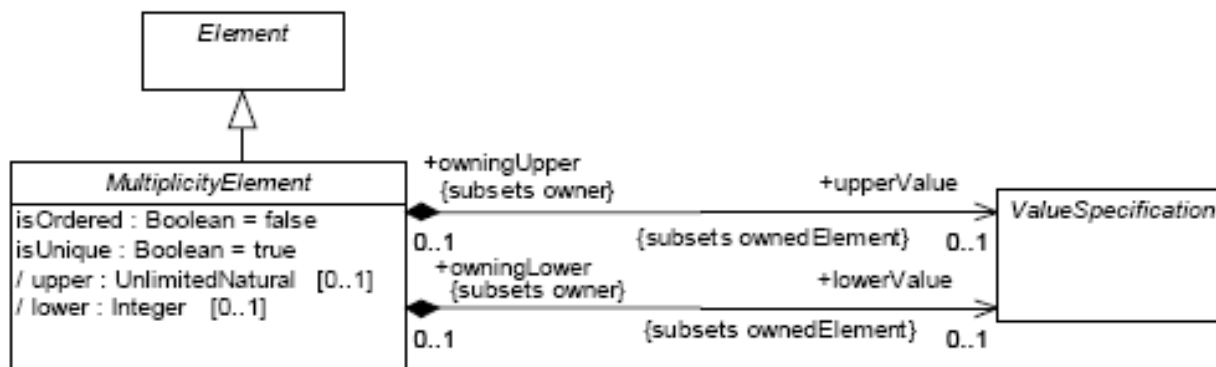 Element
MultiplicityElement
isOrdered : Boolean = false
isUnique : Boolean = true
/ upper : UnlimitedNatural [0..1]
/ lower : Integer [0..1]
+owningUpper
{subsets owner}
+upperValue
0..1
{subsets ownedElement}
0..1
+owningLower
{subsets owner}
+lowerValue
0..1
{subsets ownedElement}
0..1
ValueSpecification